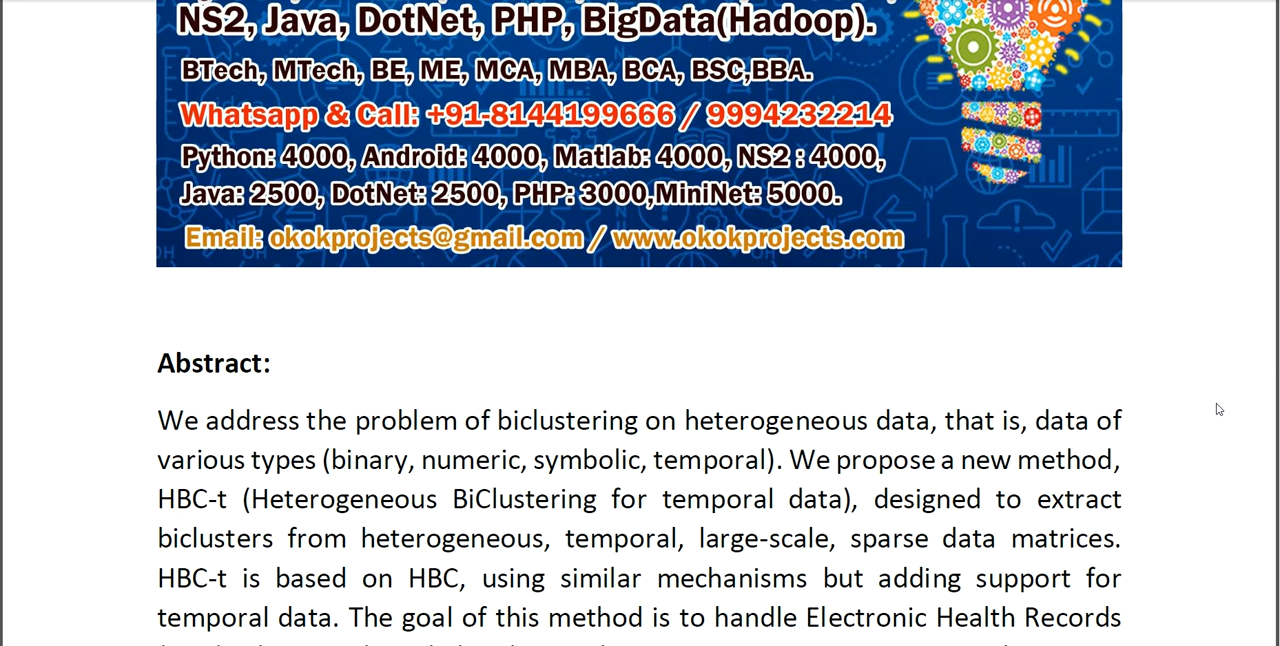 NS2, Java, DotNet, PHP, BigData(Hadoop).
BTech, MTech, BE, ME, MCA, MBA, BCA, BSC,BBA.
Whatsapp & Call: +91-8144199666 / 9994232214
Python: 4000, Android: 4000, Matlab: 4000, NS2 : 4000,
Java: 2500, DotNet: 2500, PHP: 3000,MiniNet: 5000.
Email: okokprojects@gmail.com / www.okokprojects.com
Abstract:
We address the problem of biclustering on heterogeneous data, that is, data of
various types (binary, numeric, symbolic, temporal). We propose a new method,
HBC-t (Heterogeneous BiClustering for temporal data), designed to extract
biclusters from heterogeneous, temporal, large-scale, sparse data matrices.
HBC-t is based on HBC, using similar mechanisms but adding support for
temporal data. The goal of this method is to handle Electronic Health Records